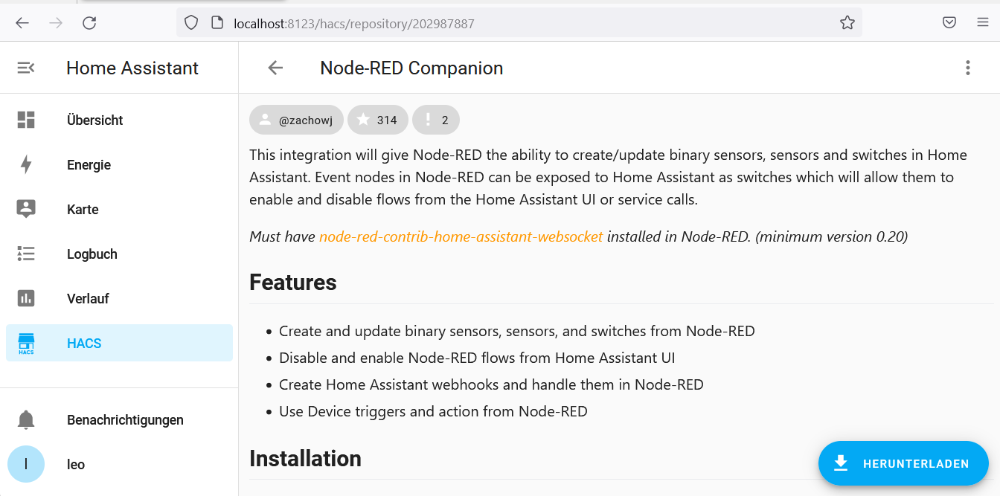 localhost:8123/hacs/repository/202987887
Home Assistant
Node-RED Companion
Übersicht
Energie
Karte
Logbuch
Verlauf
HACS
HACS
Benachrichtigungen
l
leo
@zachowj
314
2
This integration will give Node-RED the ability to create/update binary sensors, sensors and switches in Home
Assistant. Event nodes in Node-RED can be exposed to Home Assistant as switches which will allow them to
enable and disable flows from the Home Assistant UI or service calls.
Must have node-red-contrib-home-assistant-websocket installed in Node-RED. (minimum version 0.20)
Features
• Create and update binary sensors, sensors, and switches from Node-RED
• Disable and enable Node-RED flows from Home Assistant UI
• Create Home Assistant webhooks and handle them in Node-RED
• Use Device triggers and action from Node-RED
Installation
HERUNTERLADEN